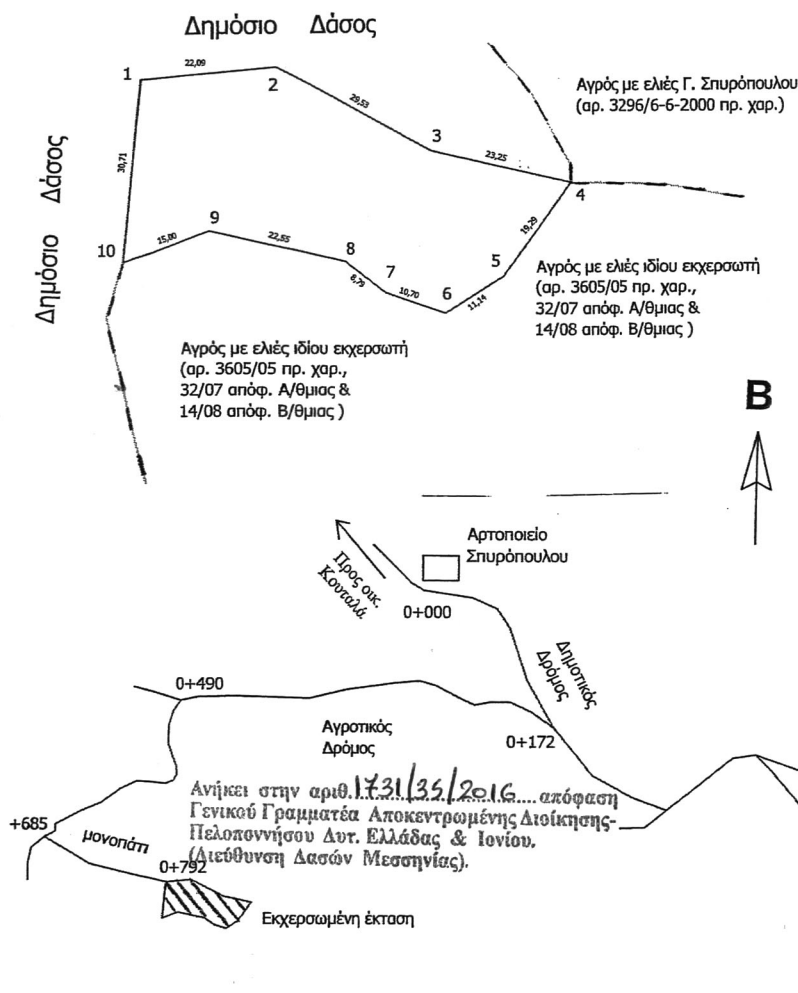 Δημόσιο Δάσος
1
22,09
2
29,53
3
23,25
4
Αγρός με ελιές Γ. Σπυρόπουλου
(αρ. 3296/6-6-2000 πρ. χαρ.)
Δημόσιο Δάσος
30,71
10
15,00
9
22,55
8
8,79
7
10,70
6
11,14
5
19,29
Αγρός με ελιές ιδίου εκχερσωτή
(αρ. 3605/05 πρ. χαρ.,
32/07 απόφ. Α/θμιας &
14/08 απόφ. Β/θμιας )
Αγρός με ελιές ιδίου εκχερσωτή
(αρ. 3605/05 πρ. χαρ.,
32/07 απόφ. Α/θμιας &
14/08 απόφ. Β/θμιας )
Β
Αρτοποιείο
Σπυρόπουλου
Προς οικ.
Κουταλά
0+000
Δημοτικός
Δρόμος
0+490
Αγροτικός
Δρόμος
0+172
Ανήκει στην αριθ. 1731/35/2016 απόφαση
Γενικού Γραμματέα Αποκεντρωμένης Διοίκησης-
Πελοποννήσου Δυτ. Ελλάδας & Ιονίου.
(Διεύθυνση Δασών Μεσσηνίας).
+685
μονοπάτι
0+792
Εκχερσωμένη έκταση